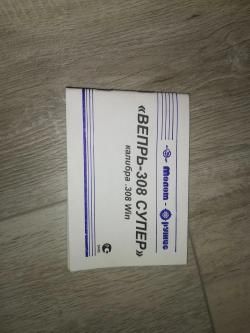 Молот - Оружие
«ВЕПРЬ-308 СУПЕР»
калибра .308 Win